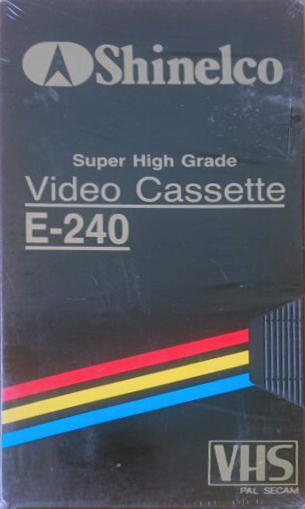 Shinelco
Super High Grade
Video Cassette
E-240
VHS
PAL SECAM